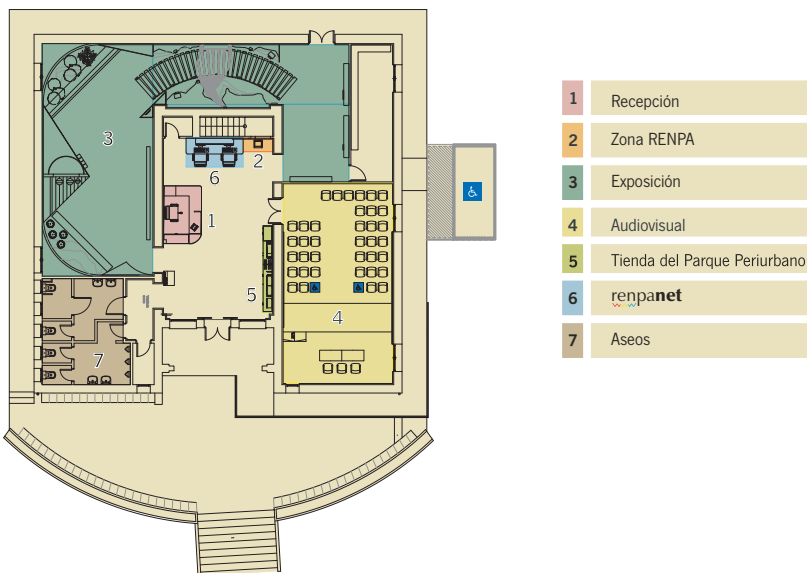 3
2
6
1
5
4
7
1 Recepción
2 Zona RENPA
3 Exposición
4 Audiovisual
5 Tienda del Parque Periurbano
6 renpanet
7 Aseos